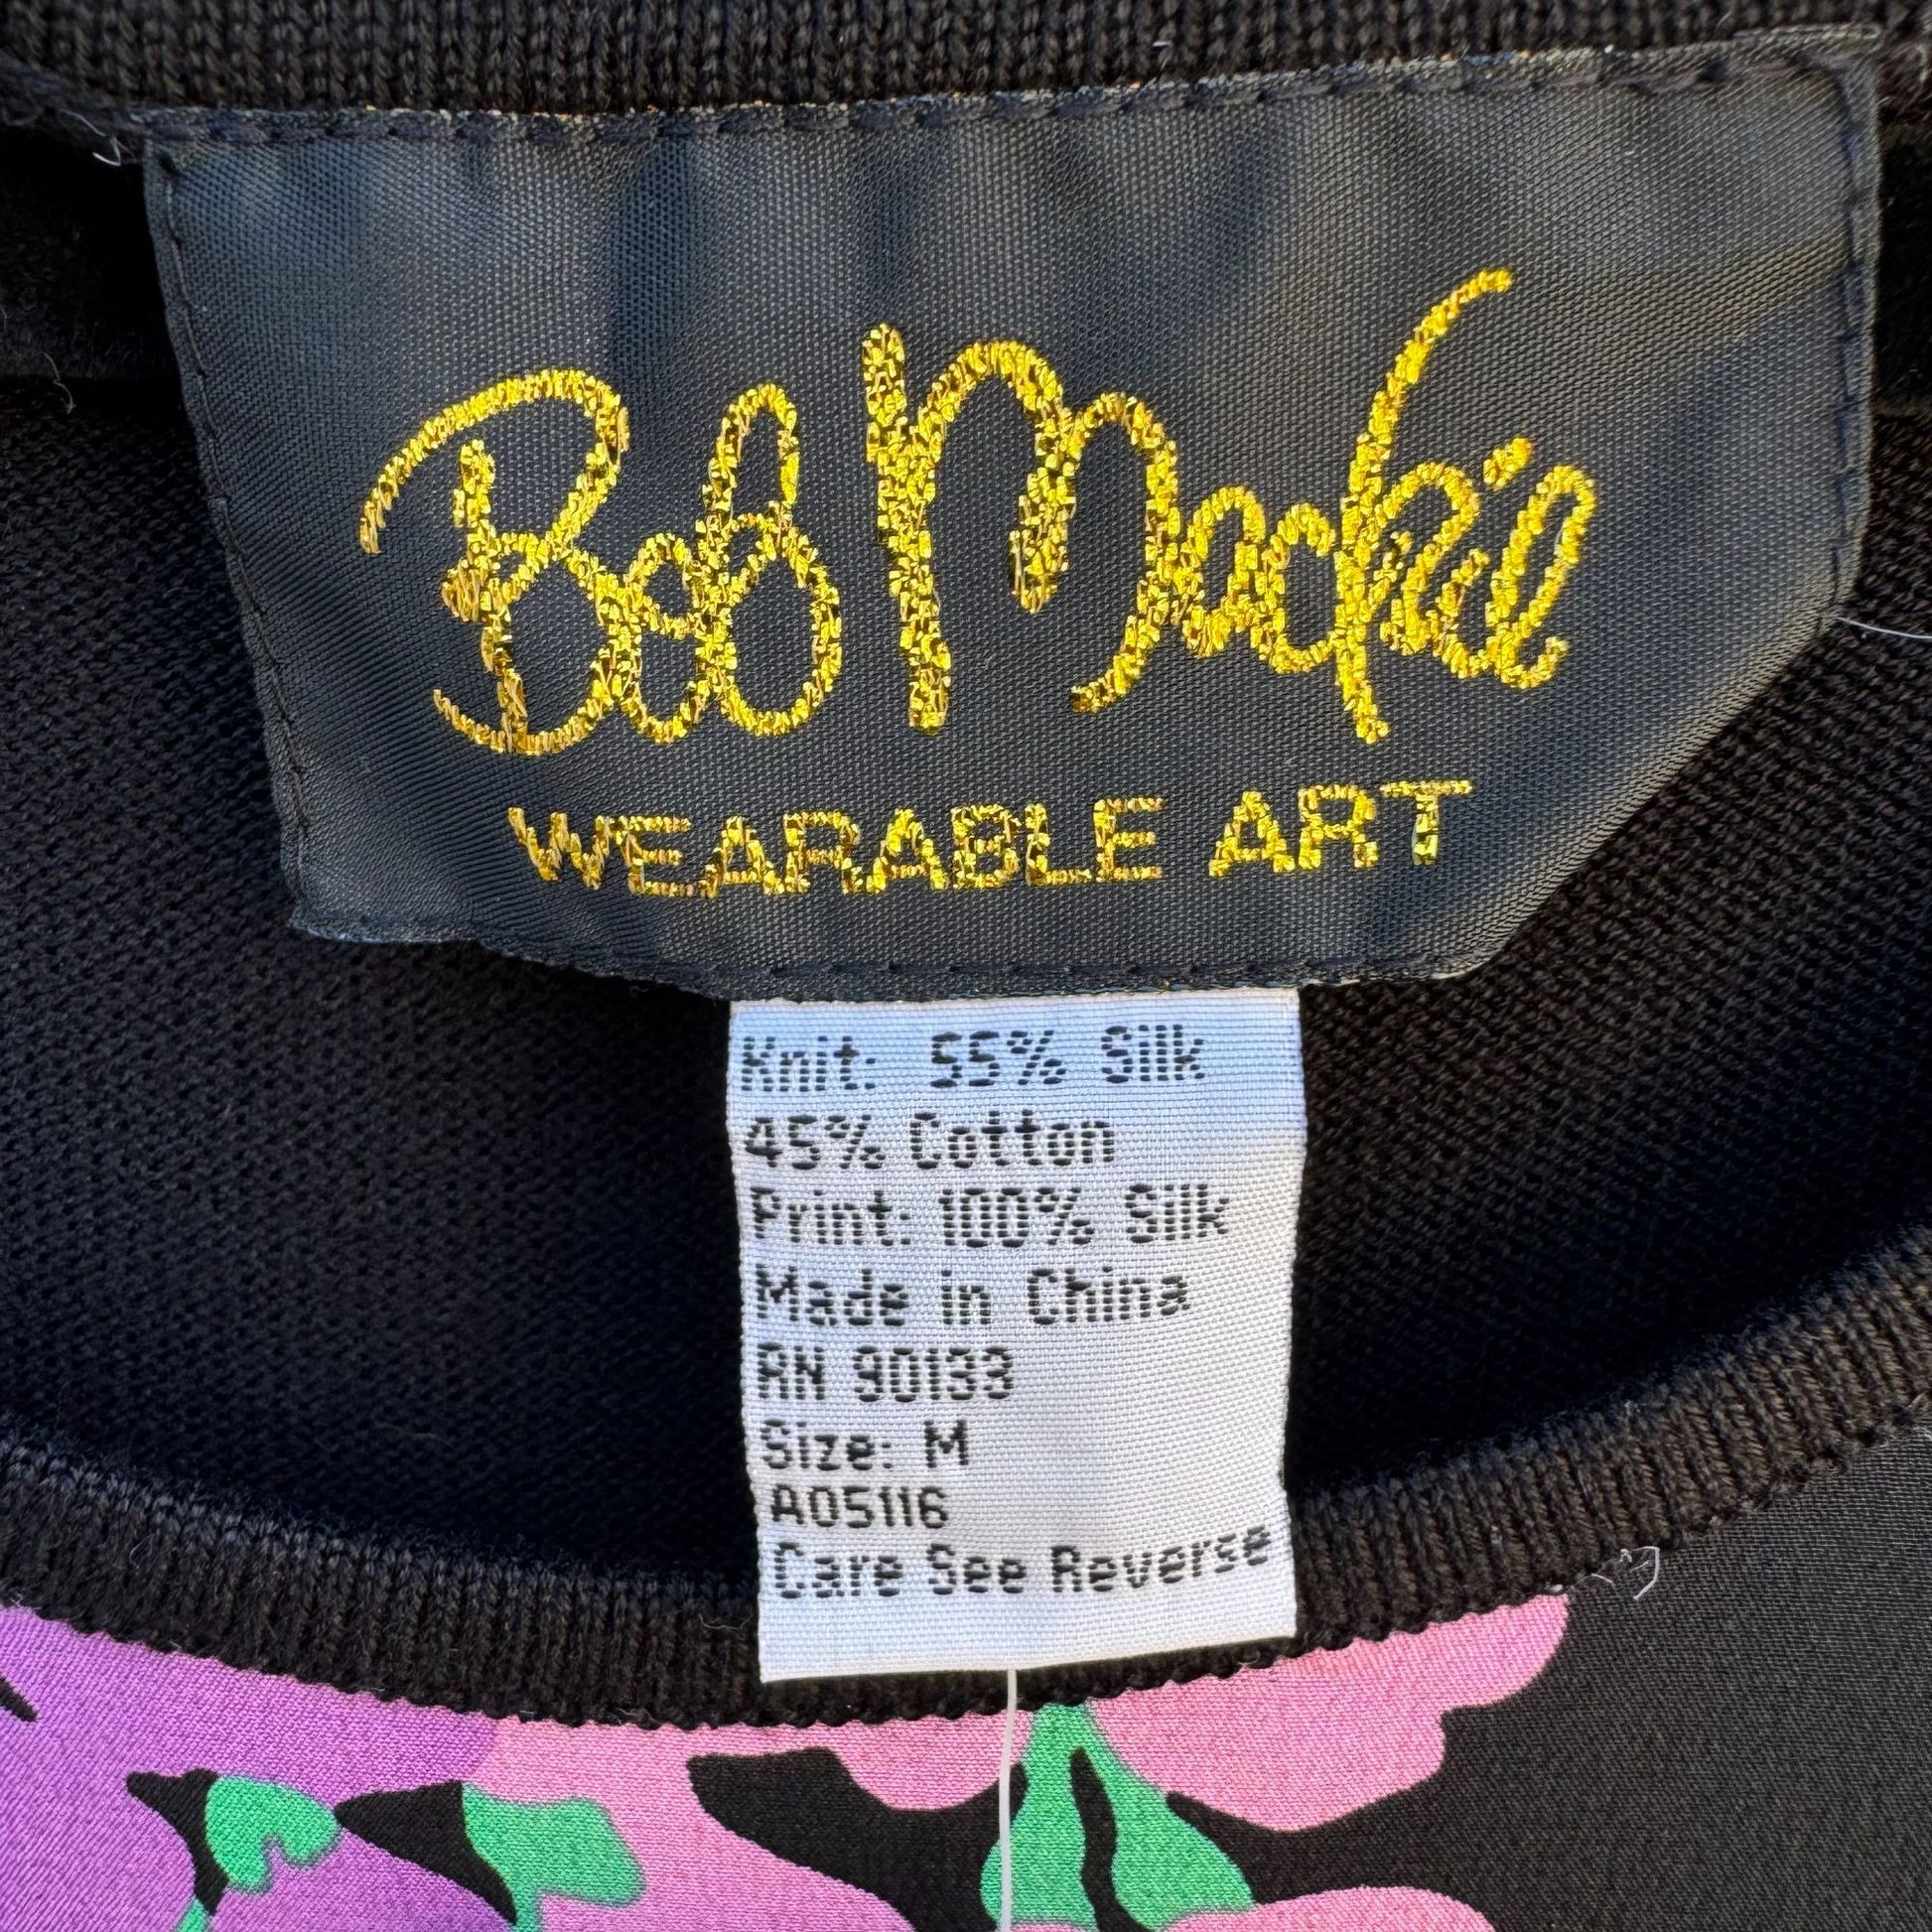 Bob Mackie
WEARABLE ART
Knit: 55% Silk
45% Cotton
Print: 100% Silk
Made in China
RN 90133
Size: M
A05116
Care See Reverse